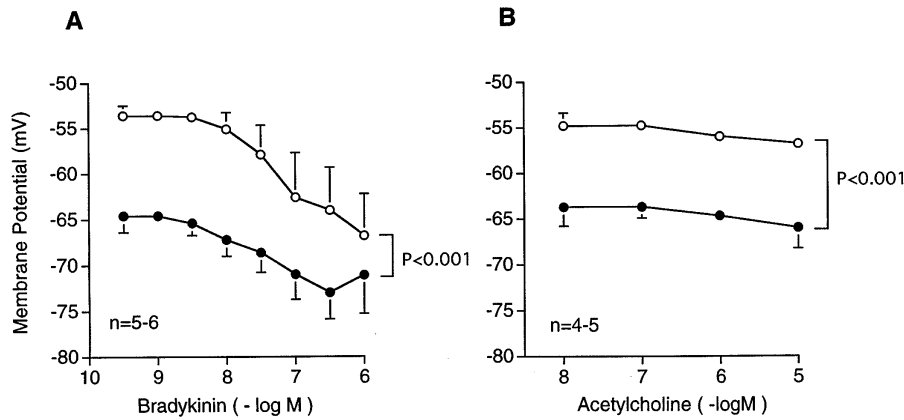 A
Membrane Potential (mV)
-50
-55
-60
-65
-70
-75
-80
P<0.001
n=5-6
10 9 8 7 6
Bradykinin ( - log M )
B
-50
-55
-60
-65
-70
-75
-80
P<0.001
n=4-5
8 7 6 5
Acetylcholine ( -logM )